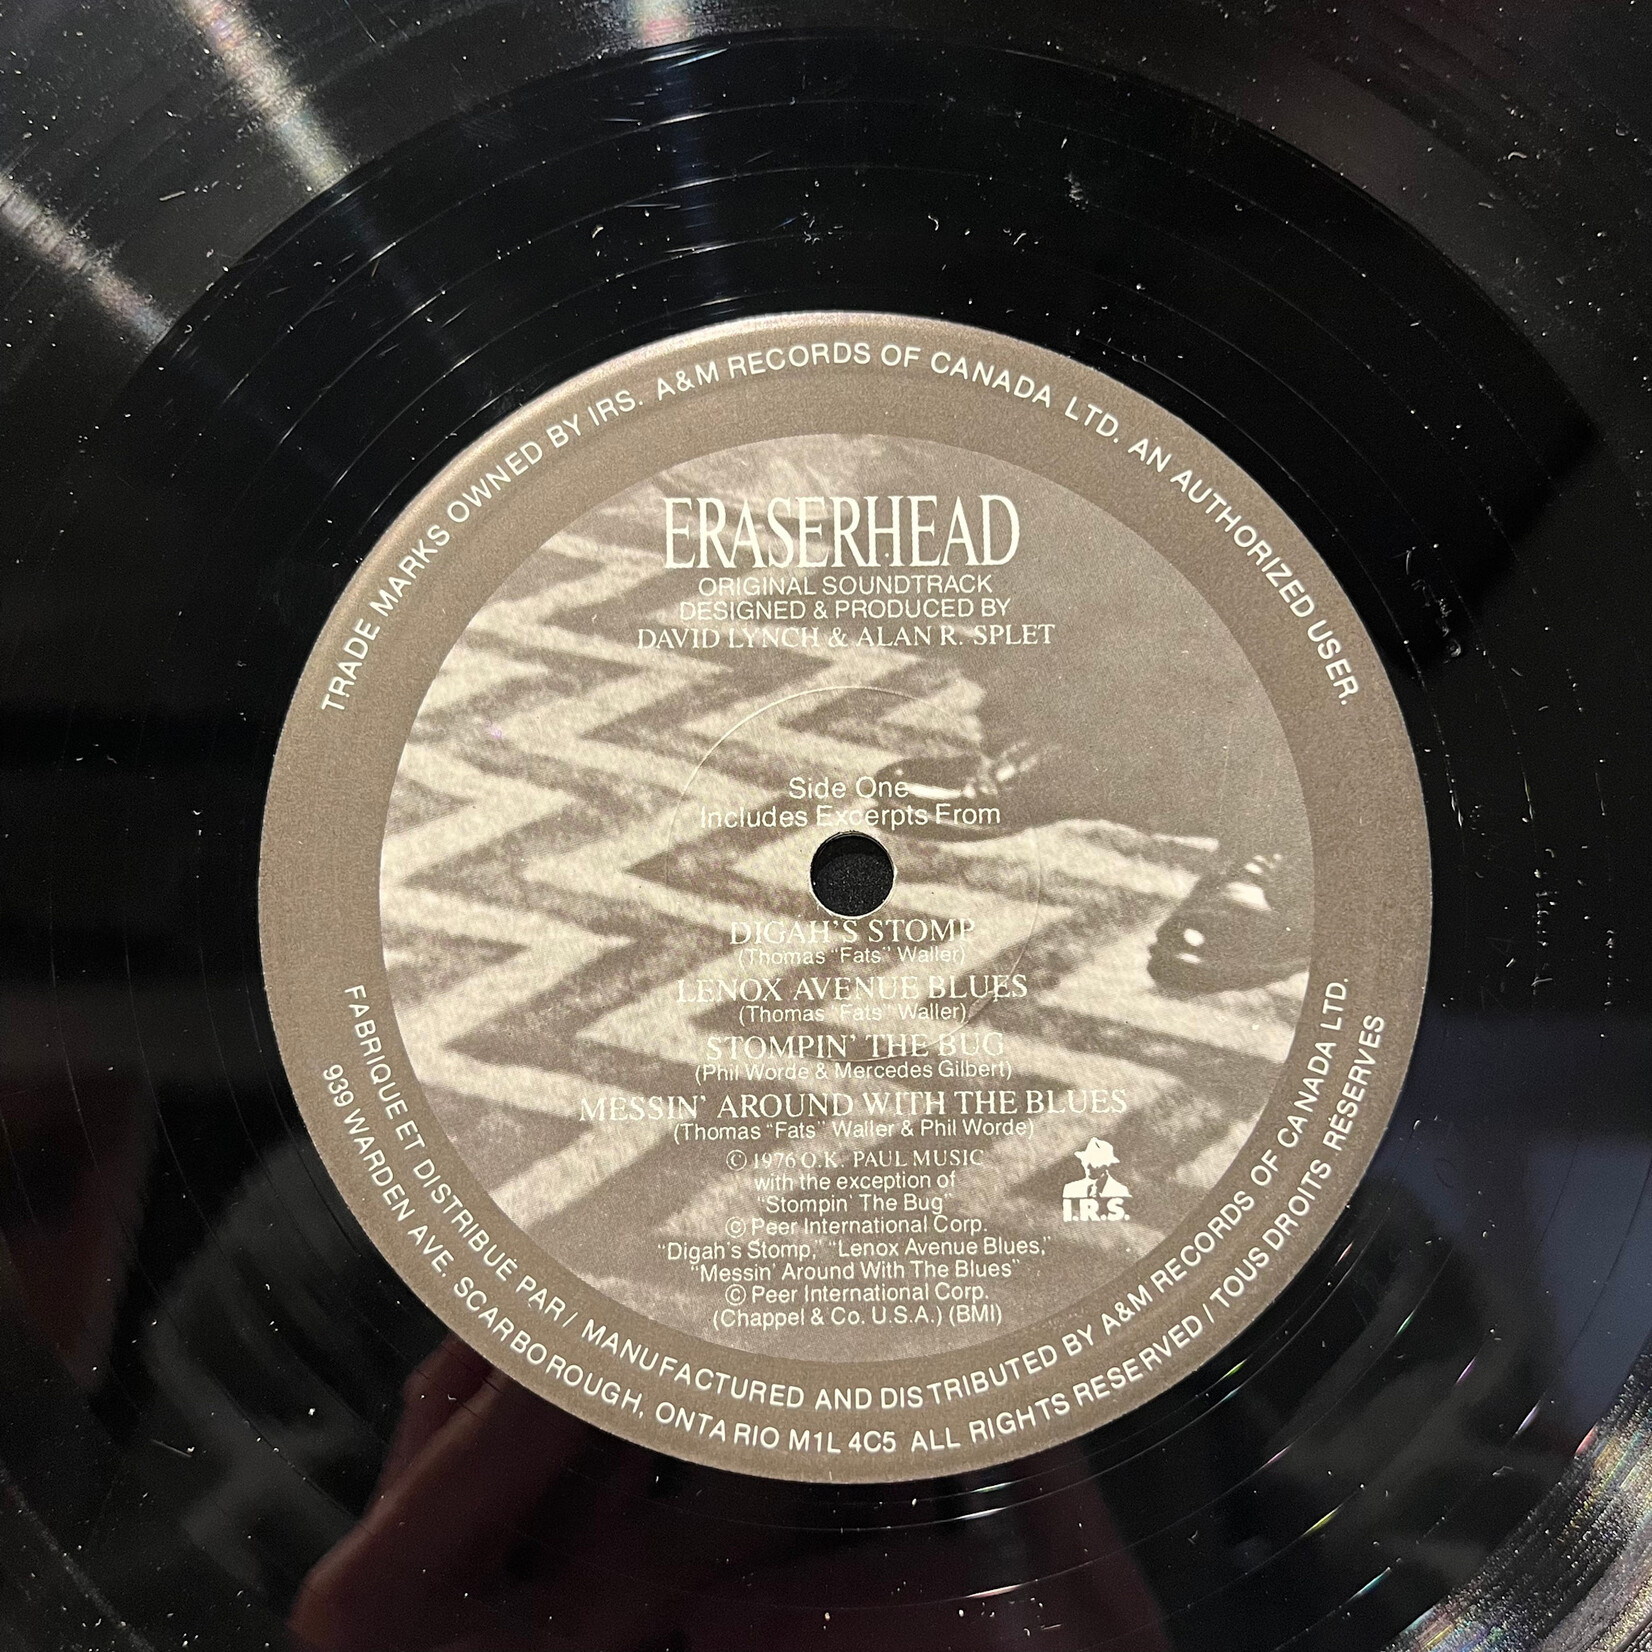 TRADE MARKS OWNED BY IRS. A&M RECORDS OF CANADA LTD. AN AUTHORIZED USER.
ERASERHEAD
ORIGINAL SOUNDTRACK
DESIGNED & PRODUCED BY
DAVID LYNCH & ALAN R. SPLET
Side One
Includes Excerpts From
DIGAH'S STOMP
(Thomas "Fats" Waller)
LENOX AVENUE BLUES
(Thomas "Fats" Waller)
STOMPIN' THE BUG
(Phil Worde & Mercedes Gilbert)
MESSIN' AROUND WITH THE BLUES
(Thomas "Fats" Waller & Phil Worde)
© 1976 O.K. PAUL MUSIC
with the exception of
"Stompin' The Bug"
© Peer International Corp.
"Digah's Stomp," "Lenox Avenue Blues,"
"Messin' Around With The Blues"
© Peer International Corp.
(Chappel & Co. U.S.A.) (BMI)
I.R.S.
FABRIQUE ET DISTRIBUÉ PAR / MANUFACTURED AND DISTRIBUTED BY A&M RECORDS OF CANADA LTD.
939 WARDEN AVE. SCARBOROUGH, ONTARIO M1L 4C5 ALL RIGHTS RESERVED / TOUS DROITS RÉSERVES